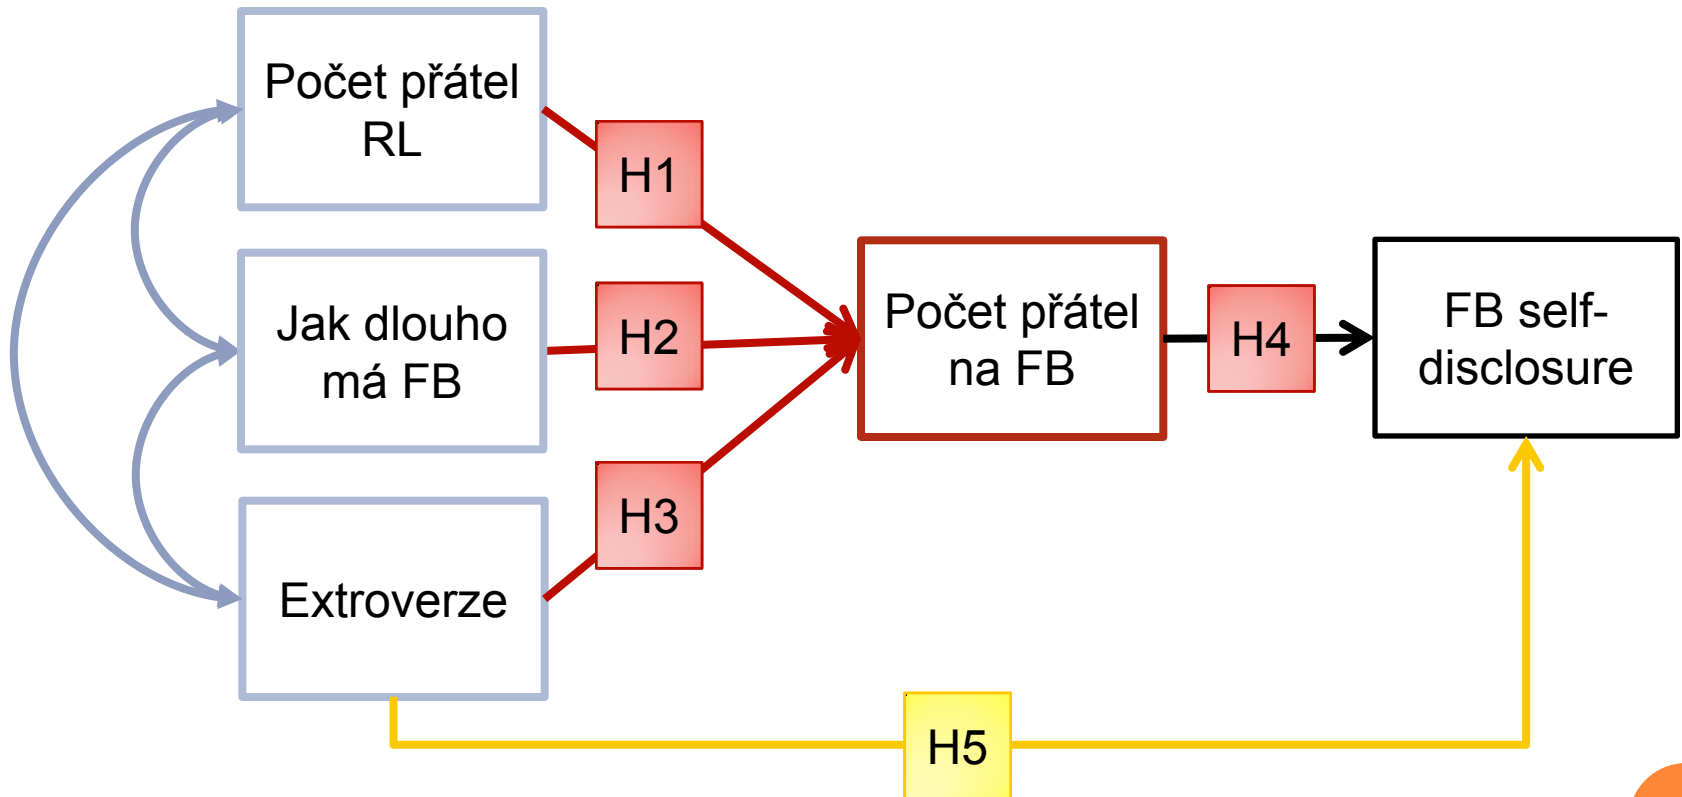 Počet přátel
RL
H1
Jak dlouho
má FB
H2
Extroverze
H3
Počet přátel
na FB
H4
FB self-
disclosure
H5